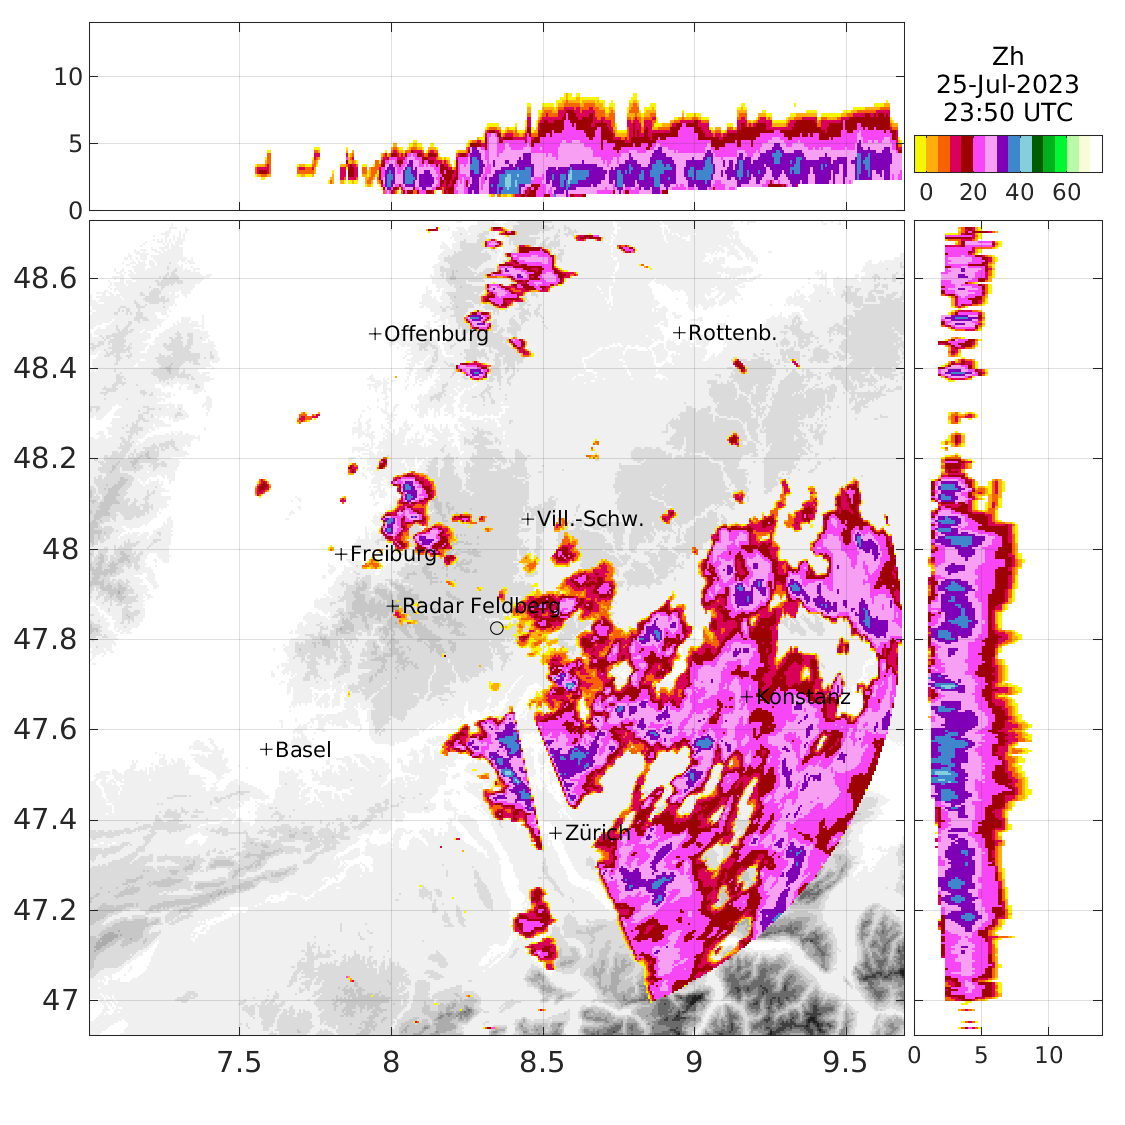 Zh
25-Jul-2023
23:50 UTC
0 20 40 60
10
5
0
48.6
48.4
48.2
48
47.8
47.6
47.4
47.2
47
+Offenburg
+Rottenb.
+Vill.-Schw.
+Freiburg
+Radar Feldberg
+Konstanz
+Basel
+Zürich
7.5 8 8.5 9 9.5
0 5 10